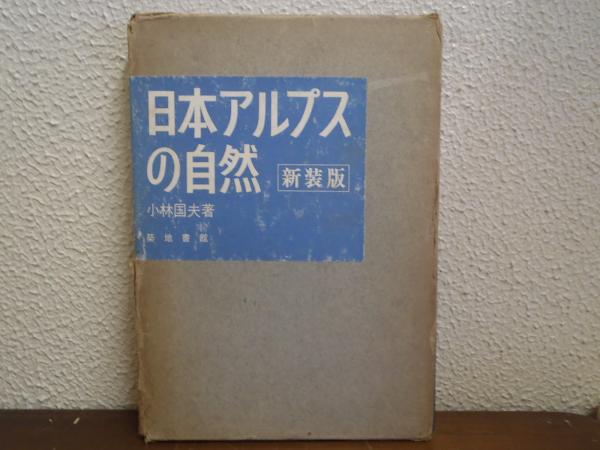 日本アルプス
の自然 新装版
小林国夫著
築地書館